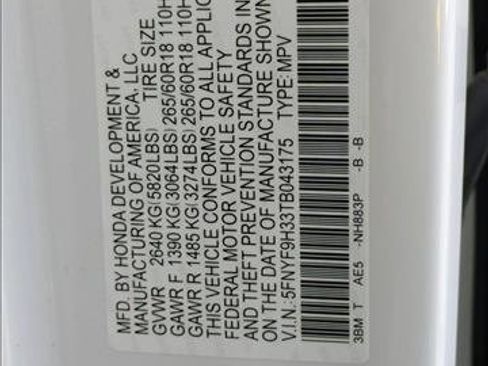 MFD. BY HONDA DEVELOPMENT &
MANUFACTURING OF AMERICA, LLC
GVWR 2640 KG(5820LBS) TIRE SIZE
GAWR F 1390 KG(3064LBS) 265/60R18 110H
GAWR R 1485 KG(3274LBS) 265/60R18 110H
THIS VEHICLE CONFORMS TO ALL APPLIC
FEDERAL MOTOR VEHICLE SAFETY
AND THEFT PREVENTION STANDARDS IN
ON THE DATE OF MANUFACTURE SHOWN
V.I.N.: 5FNYF9H33TB043175 TYPE: MPV
3BM T AE5 -NH883P -B -B